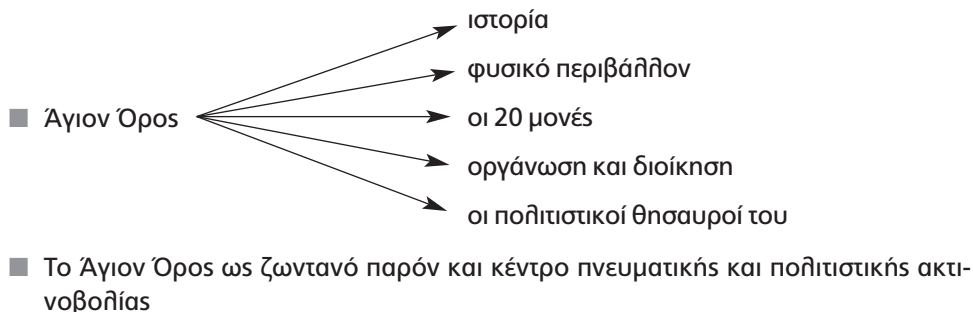 ιστορία
φυσικό περιβάλλον
Άγιον Όρος
οι 20 μονές
οργάνωση και διοίκηση
οι πολιτιστικοί θησαυροί του
Το Άγιον Όρος ως ζωντανό παρόν και κέντρο πνευματικής και πολιτιστικής ακτι-
νοβολίας